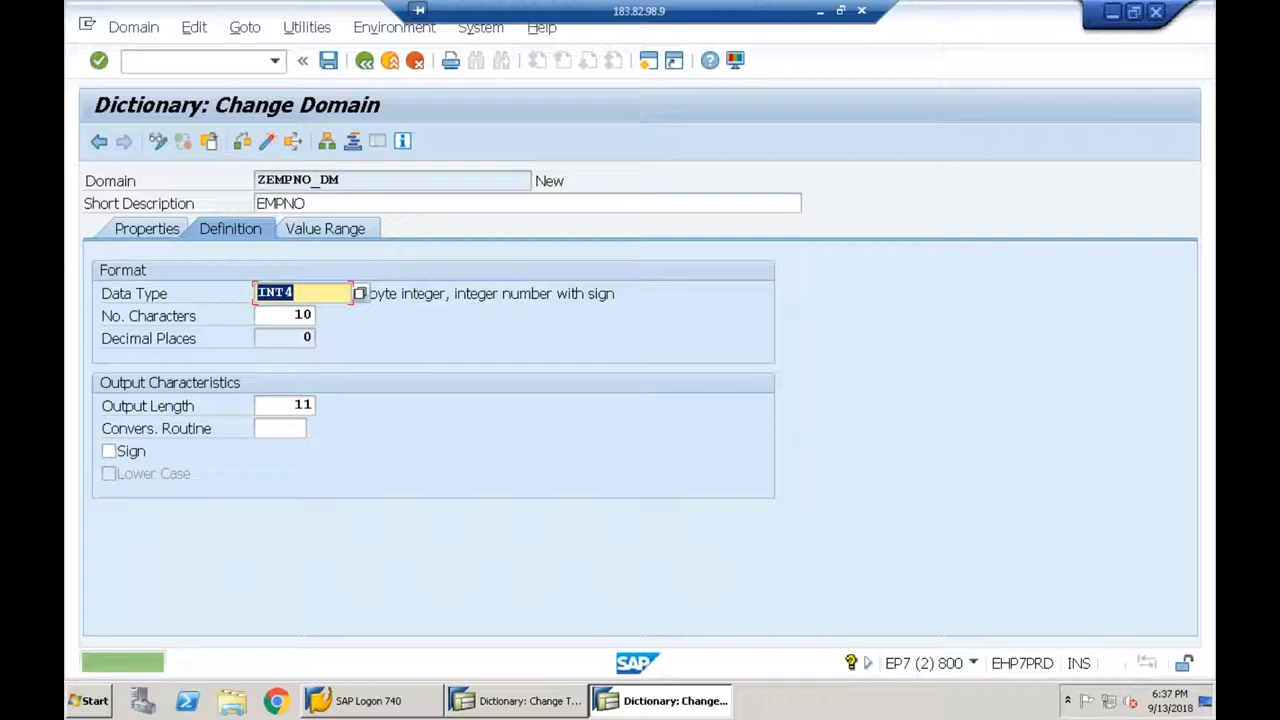 183.82.98.9
Domain Edit Goto Utilities Environment System Help
Dictionary: Change Domain
Domain ZEMPNO_DM New
Short Description EMPNO
Properties Definition Value Range
Format
Data Type INT4 byte integer, integer number with sign
No. Characters 10
Decimal Places 0
Output Characteristics
Output Length 11
Convers. Routine
Sign
Lower Case
SAP EP7 (2) 800 EHP7PRD INS
Start SAP Logon 740 Dictionary: Change T... Dictionary: Change... 6:37 PM
9/13/2018